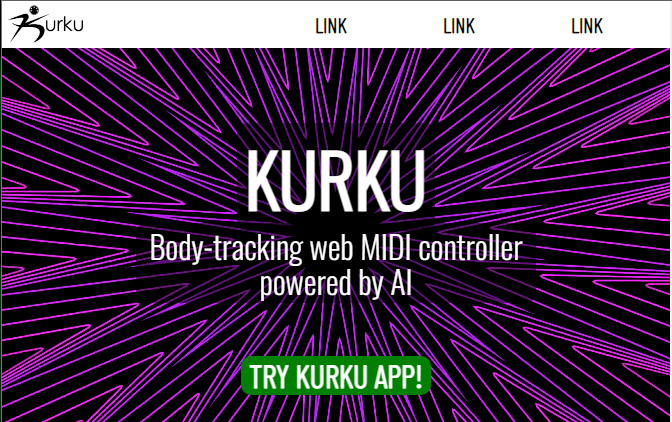 Kurku
LINK
LINK
LINK
KURKU
Body-tracking web MIDI controller
powered by AI
TRY KURKU APP!